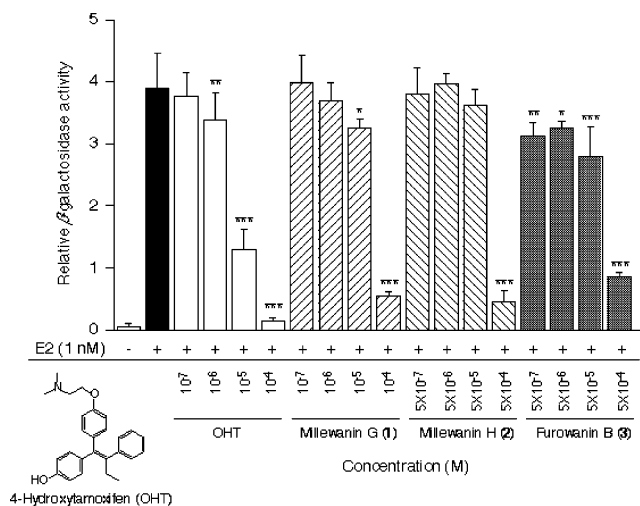 Relative β-galactosidase activity
5
4
3
2
1
0
** *** *** * *** *** ** * *** ***
E2 (1 nM) - + + + + + + + + + + + + + + + + +
10-7 10-6 10-5 10-4 10-7 10-6 10-5 10-4 5X10-7 5X10-6 5X10-5 5X10-4 5X10-7 5X10-6 5X10-5 5X10-4
OHT Millewanin G (1) Millewanin H (2) Furowanin B (3)
Concentration (M)
N
O
HO
4-Hydroxytamoxifen (OHT)